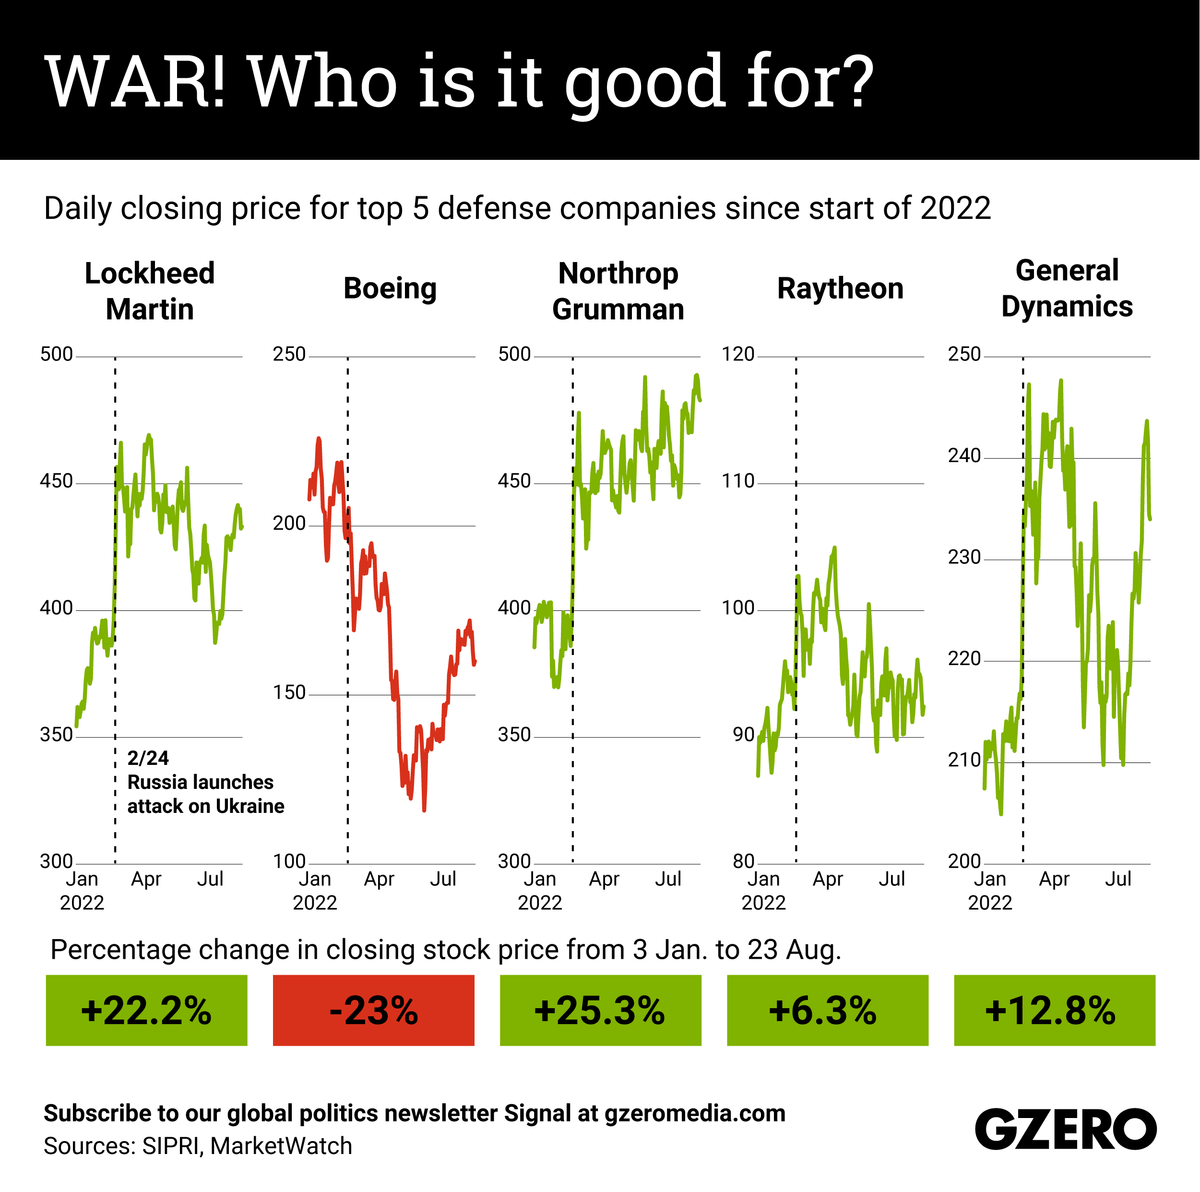 WAR! Who is it good for?
Daily closing price for top 5 defense companies since start of 2022
Lockheed
Martin
500
450
400
350
300
2/24
Russia launches
attack on Ukraine
Jan
2022
Apr
Jul
Boeing
250
200
150
100
Jan
2022
Apr
Jul
Northrop
Grumman
500
450
400
350
300
Jan
2022
Apr
Jul
Raytheon
120
110
100
90
80
Jan
2022
Apr
Jul
General
Dynamics
250
240
230
220
210
200
Jan
2022
Apr
Jul
Percentage change in closing stock price from 3 Jan. to 23 Aug.
+22.2%
-23%
+25.3%
+6.3%
+12.8%
Subscribe to our global politics newsletter Signal at gzeromedia.com
Sources: SIPRI, MarketWatch
GZERO